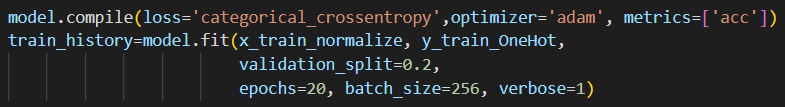 model.compile(loss='categorical_crossentropy',optimizer='adam', metrics=['acc'])
train_history=model.fit(x_train_normalize, y_train_OneHot,
validation_split=0.2,
epochs=20, batch_size=256, verbose=1)